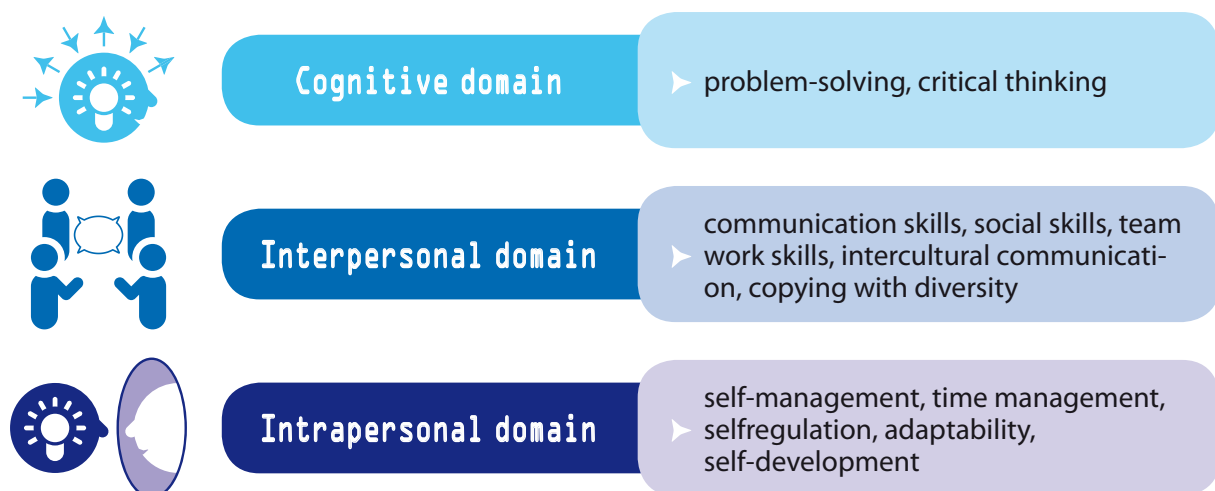 Cognitive domain
problem-solving, critical thinking
Interpersonal domain
communication skills, social skills, team
work skills, intercultural communicati-
on, copying with diversity
Intrapersonal domain
self-management, time management,
selfregulation, adaptability,
self-development